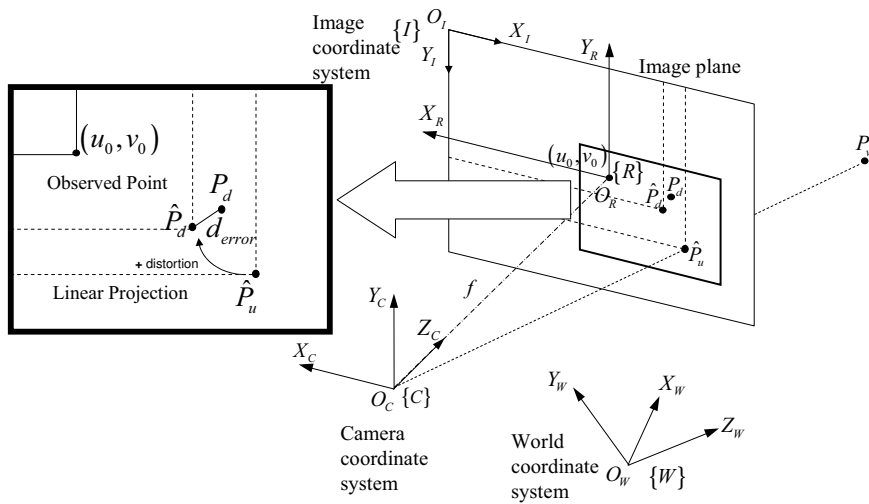 Image
coordinate
system
{I}
O_I
X_I
Y_I
Y_R
Image plane
X_R
(u_0, v_0)
{R}
O_R
P̂_d
P_d
P̂_u
P_w
(u_0, v_0)
Observed Point
P_d
P̂_d
d_error
+ distortion
Linear Projection
P̂_u
f
Y_C
Z_C
X_C
O_C {C}
Camera
coordinate
system
Y_W
X_W
Z_W
O_W {W}
World
coordinate
system